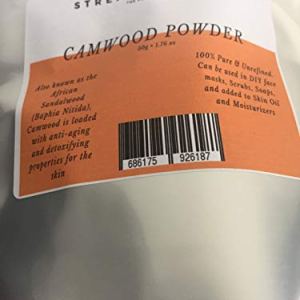 CAMWOOD POWDER
50g • 1.76 oz
Also known as the
African
Sandalwood
(Baphia Nitida),
Camwood is loaded
with anti-aging
and detoxifying
properties for the
skin
100% Pure & Unrefined.
Can be used in DIY face
masks, Scrubs, Soaps,
and added to Skin Oil
and Moisturizers
686175 926187